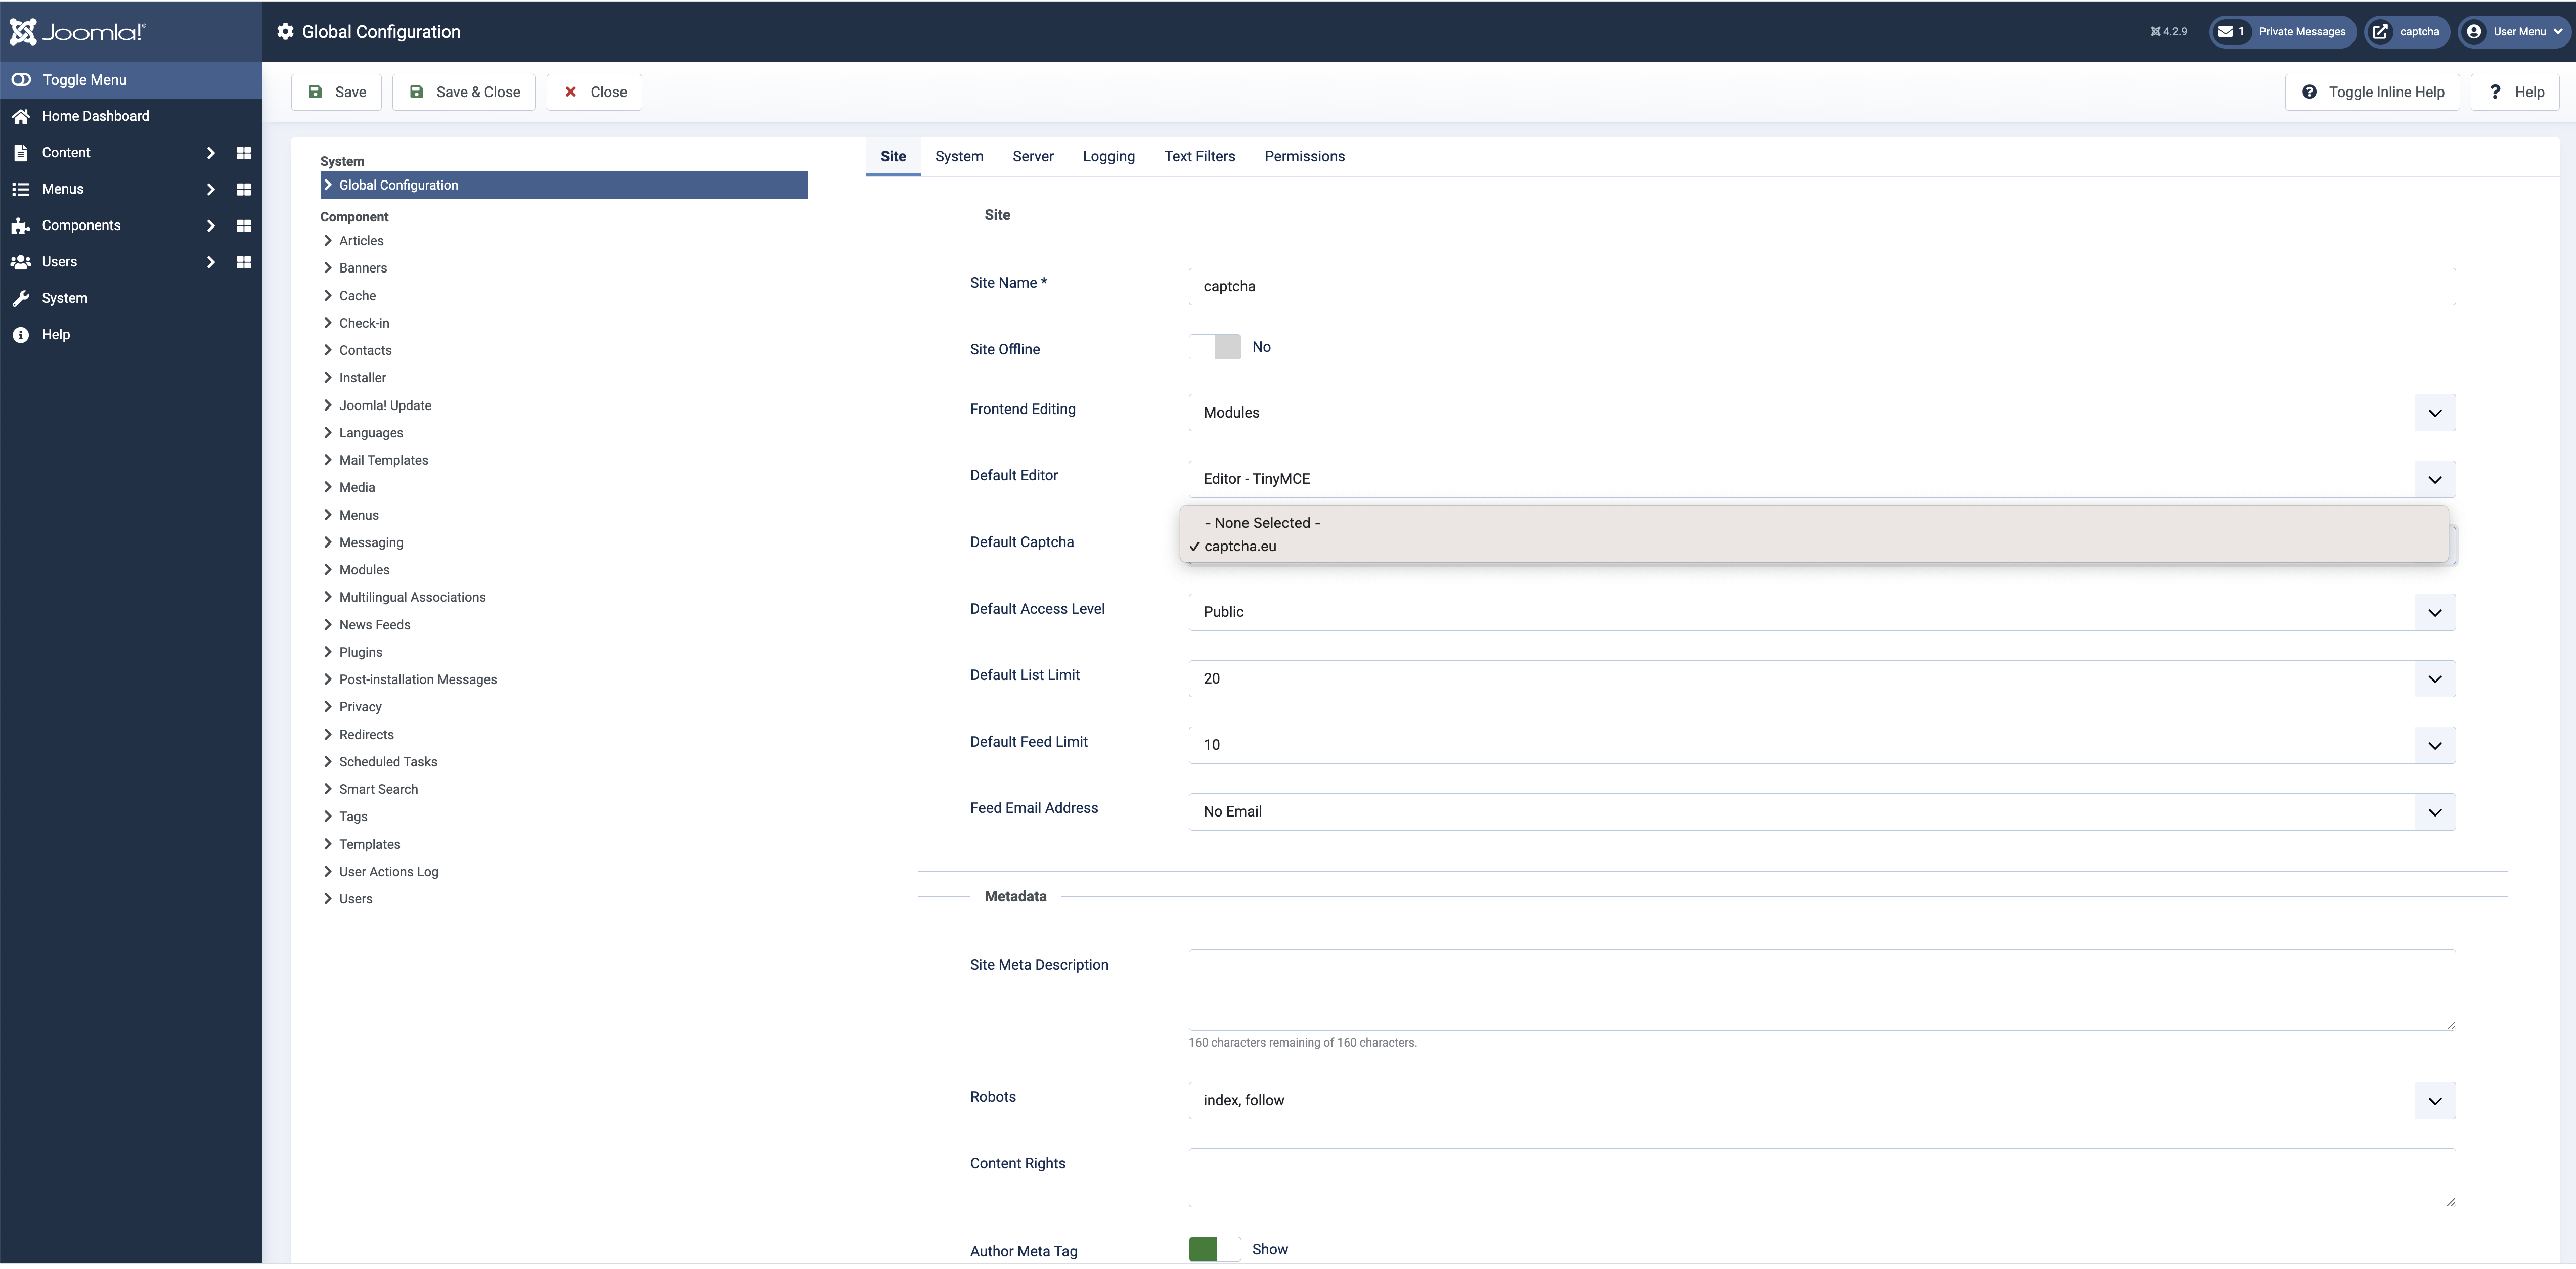 Joomla!®
Global Configuration
4.2.9
1 Private Messages
captcha
User Menu
Toggle Menu
Home Dashboard
Content
Menus
Components
Users
System
Help
Save
Save & Close
Close
Toggle Inline Help
? Help
System
Global Configuration
Component
Articles
Banners
Cache
Check-in
Contacts
Installer
Joomla! Update
Languages
Mail Templates
Media
Menus
Messaging
Modules
Multilingual Associations
News Feeds
Plugins
Post-installation Messages
Privacy
Redirects
Scheduled Tasks
Smart Search
Tags
Templates
User Actions Log
Users
Site System Server Logging Text Filters Permissions
Site
Site Name * captcha
Site Offline No
Frontend Editing Modules
Default Editor Editor - TinyMCE
- None Selected -
Default Captcha captcha.eu
Default Access Level Public
Default List Limit 20
Default Feed Limit 10
Feed Email Address No Email
Metadata
Site Meta Description
160 characters remaining of 160 characters.
Robots index, follow
Content Rights
Author Meta Tag Show